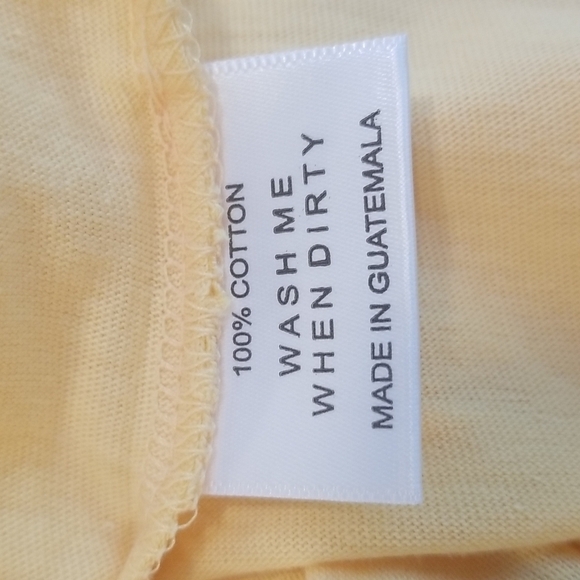 100% COTTON
WASH ME
WHEN DIRTY
MADE IN GUATEMALA